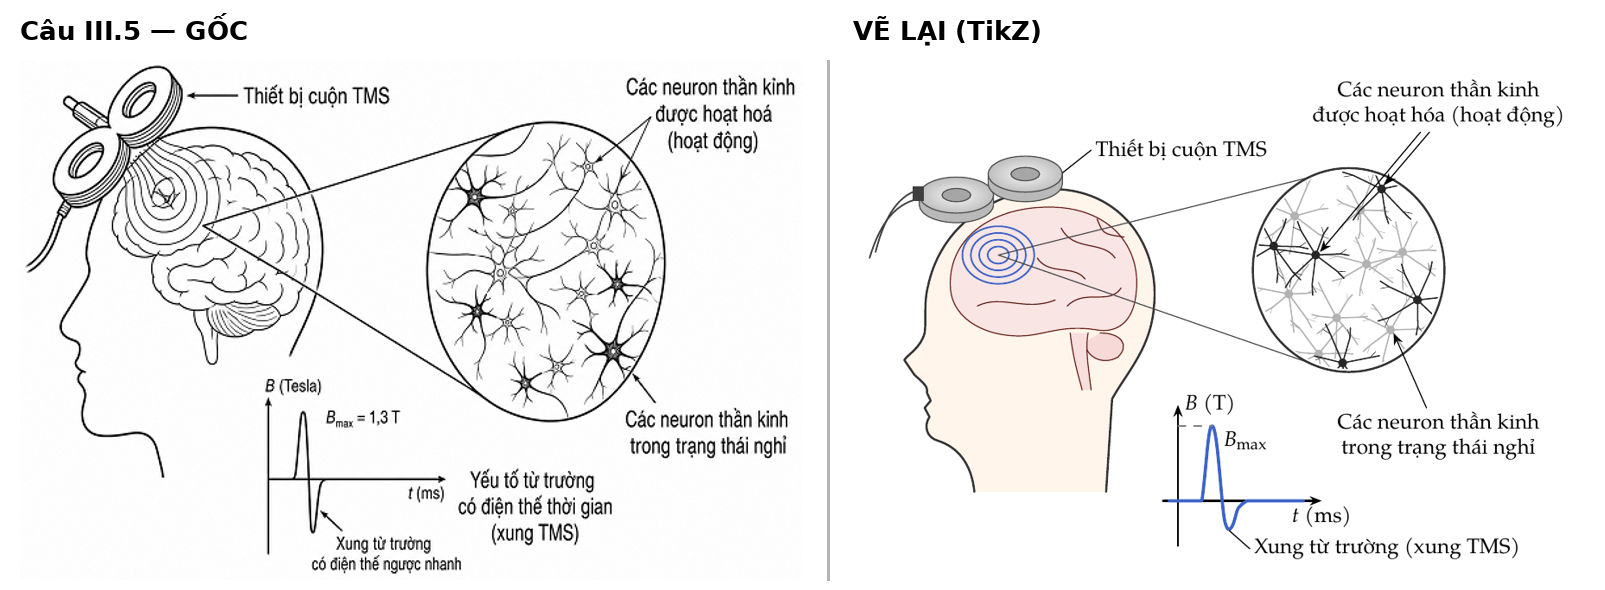 Câu III.5 — GỐC
Thiết bị cuộn TMS
Các neuron thần kinh
được hoạt hoá
(hoạt động)
B (Tesla)
Bmax = 1,3 T
t (ms)
Xung từ trường
có điện thế ngược nhanh
Yếu tố từ trường
có điện thế thời gian
(xung TMS)
Các neuron thần kinh
trong trạng thái nghỉ
VẼ LẠI (TikZ)
Các neuron thần kinh
được hoạt hóa (hoạt động)
Thiết bị cuộn TMS
B (T)
Bmax
t (ms)
Xung từ trường (xung TMS)
Các neuron thần kinh
trong trạng thái nghỉ